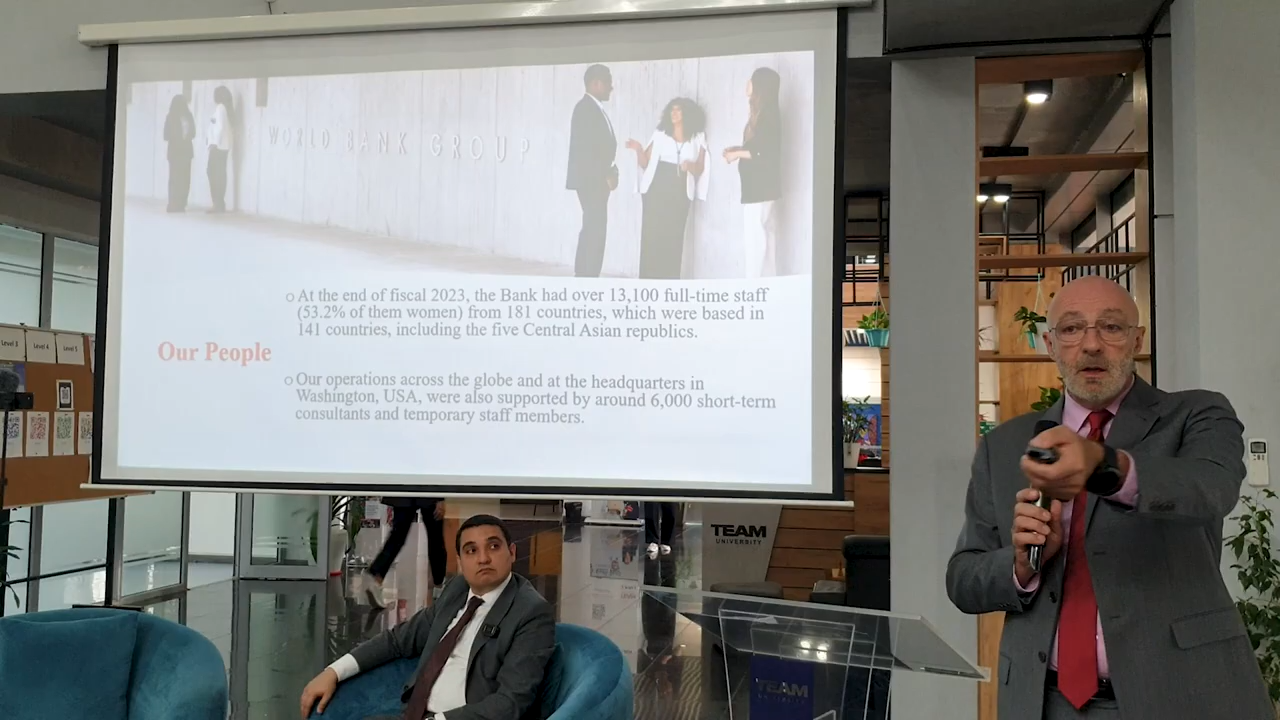 WORLD BANK GROUP
At the end of fiscal 2023, the Bank had over 13,100 full-time staff
(53.2% of them women) from 181 countries, which were based in
141 countries, including the five Central Asian republics.
Our People
Our operations across the globe and at the headquarters in
Washington, USA, were also supported by around 6,000 short-term
consultants and temporary staff members.
Level 3
Level 4
Level 5
TEAM
UNIVERSITY
TEAM
UNIVERSITY